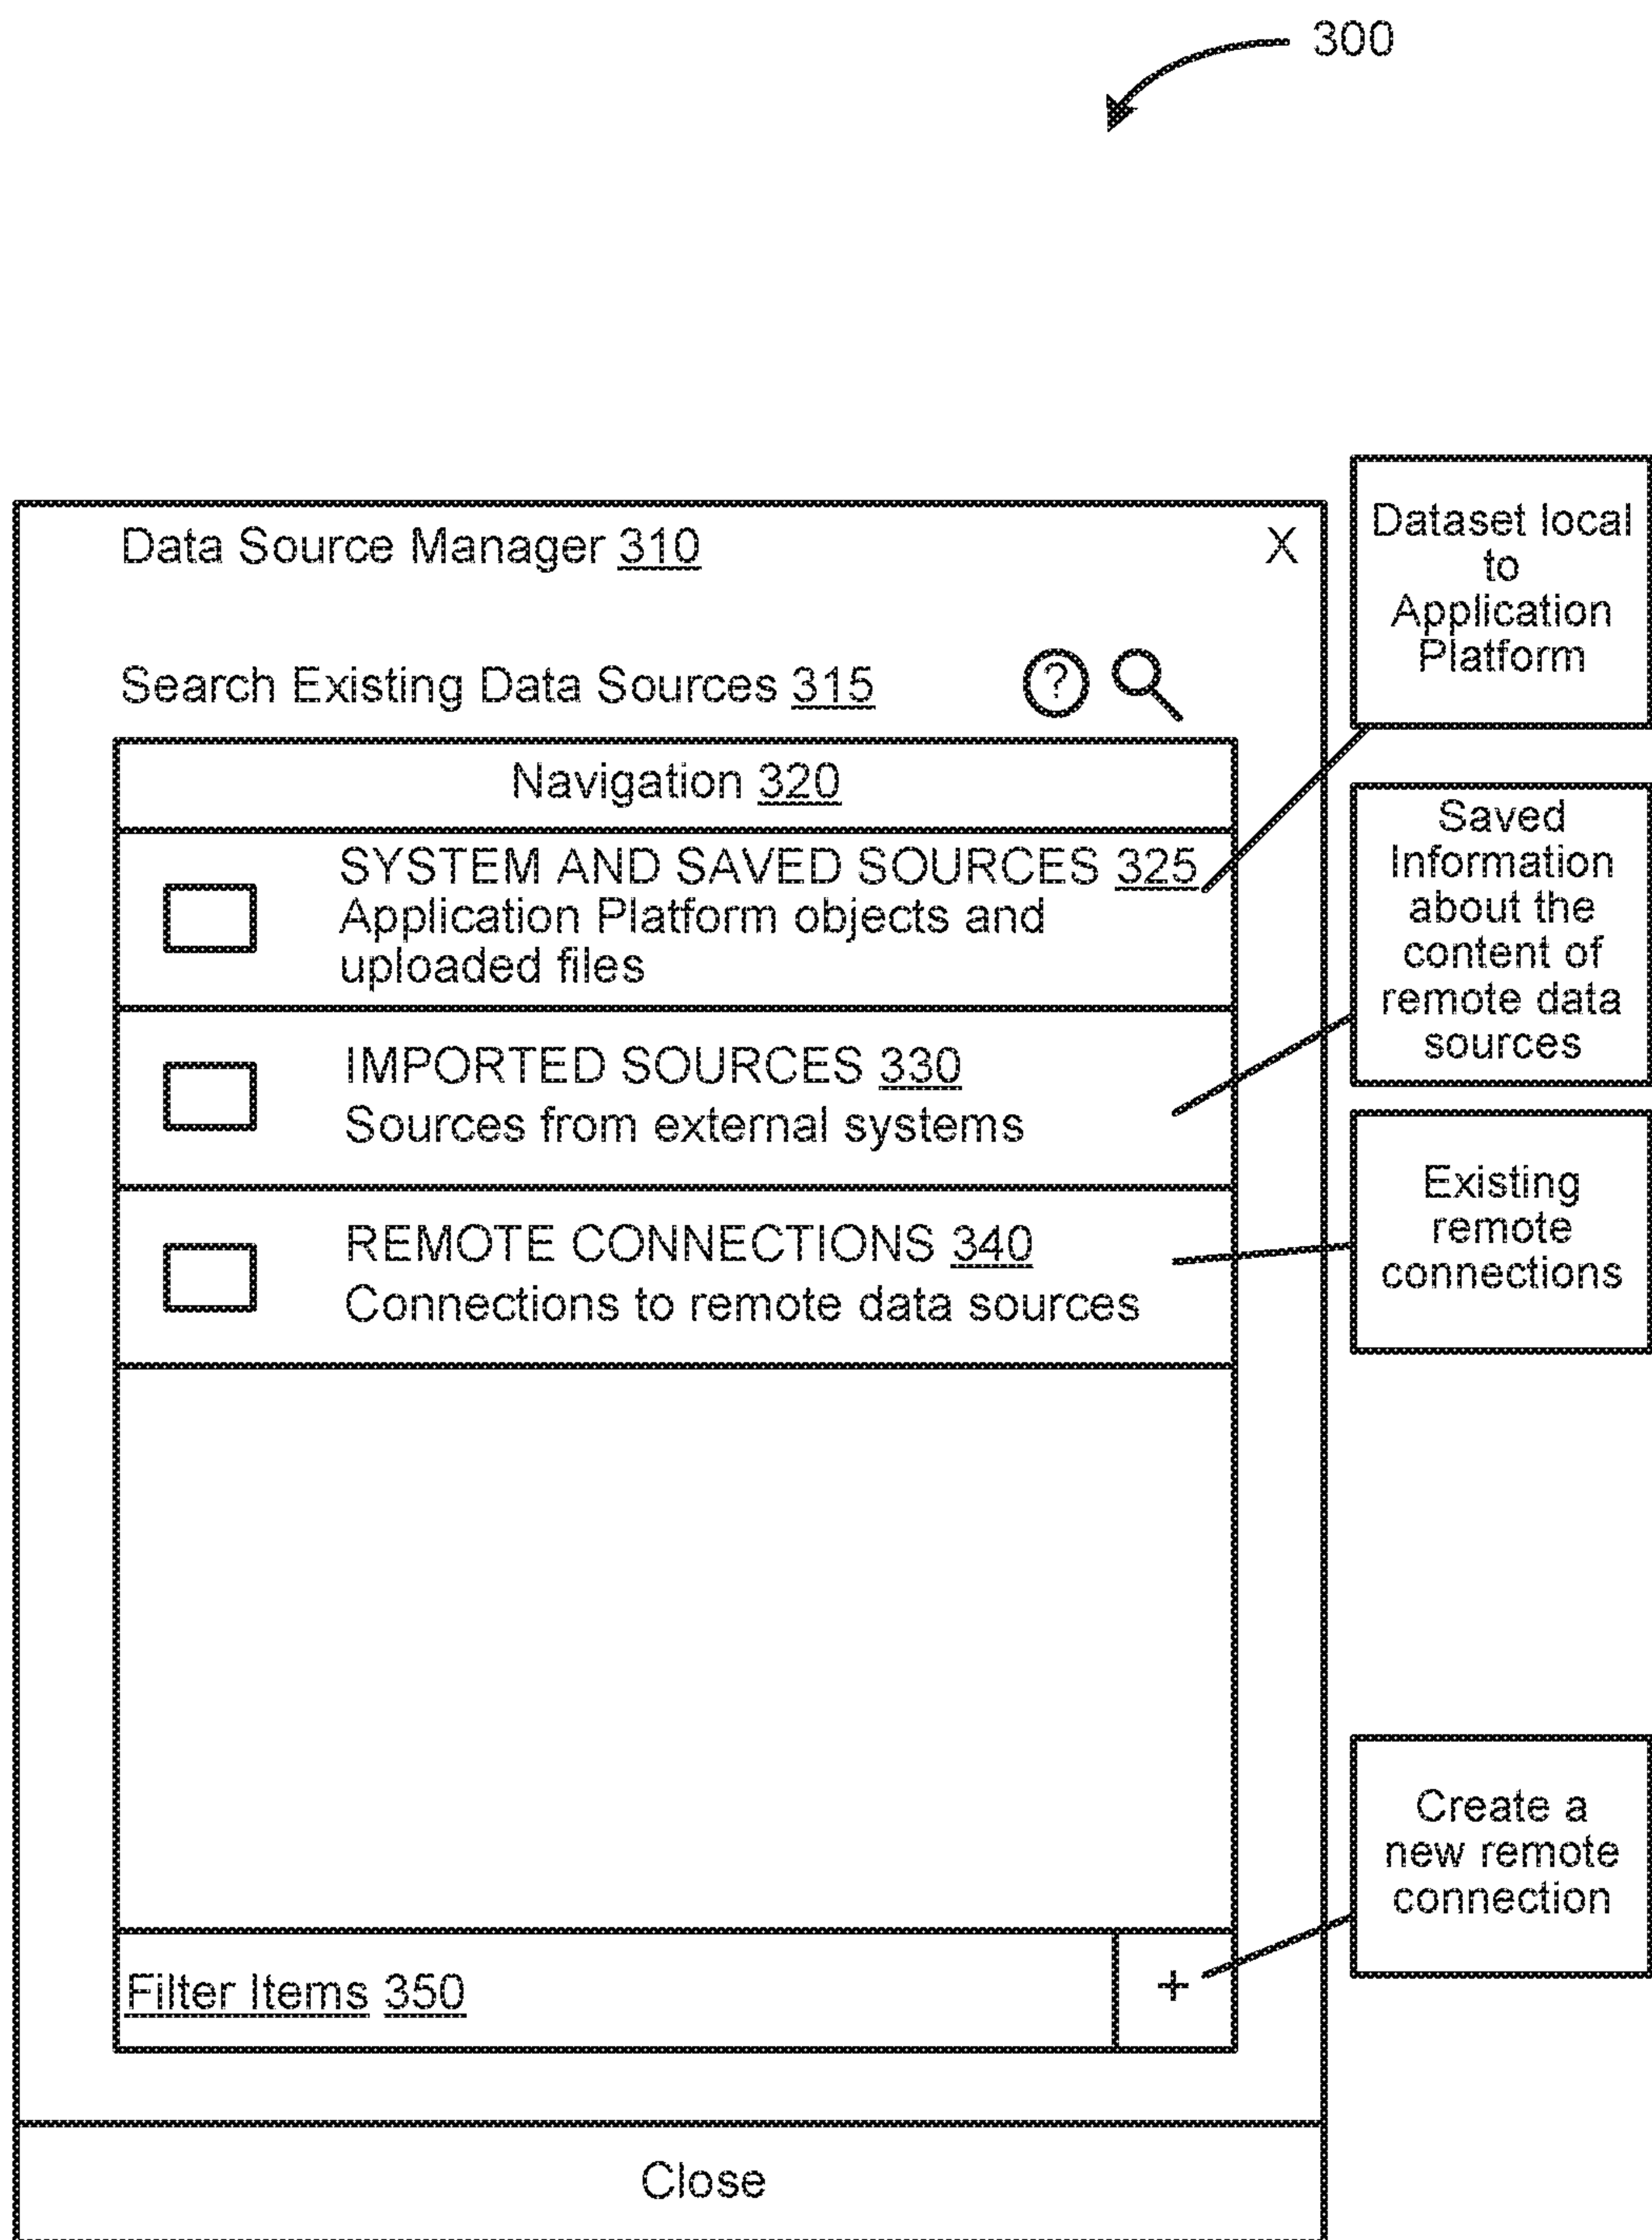 300
Data Source Manager 310
X
Search Existing Data Sources 315
?
Navigation 320
SYSTEM AND SAVED SOURCES 325
Application Platform objects and
uploaded files
IMPORTED SOURCES 330
Sources from external systems
REMOTE CONNECTIONS 340
Connections to remote data sources
Filter Items 350
+
Close
Dataset local
to
Application
Platform
Saved
Information
about the
content of
remote data
sources
Existing
remote
connections
Create a
new remote
connection